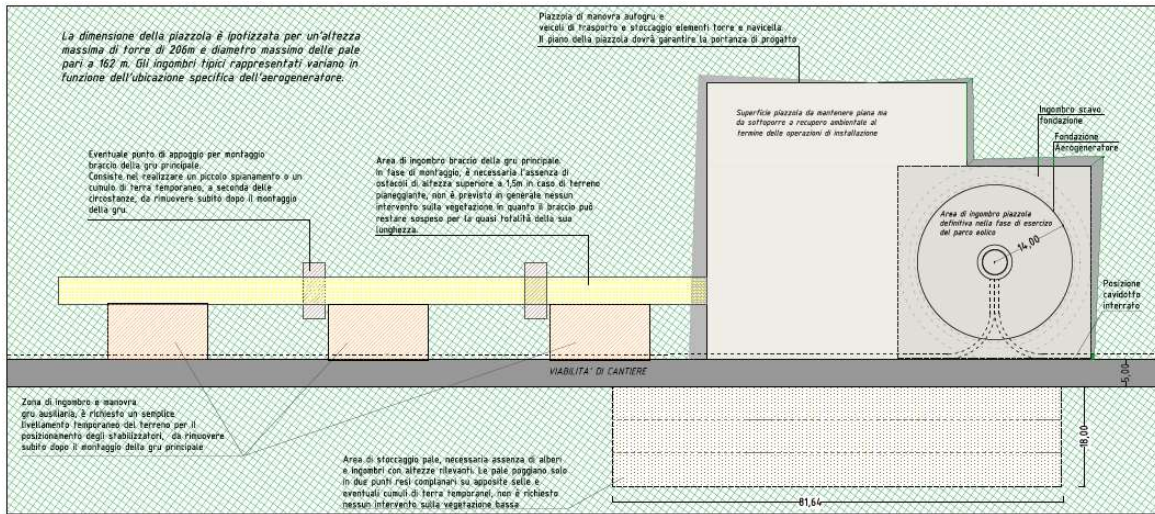 La dimensione della piazzola è ipotizzata per un'altezza
massima di torre di 206m e diametro massimo delle pale
pari a 162 m. Gli ingombri tipici rappresentati variano in
funzione dell'ubicazione specifica dell'aerogeneratore.
Piazzola di manovra autogru e
veicoli di trasporto e stoccaggio elementi torre e navicella.
Il piano della piazzola dovrà garantire la portanza di progatto
Superficie piazzola da mantenere piana ma
da sottoporre a recupero ambientale al
termine delle operazioni di installazione
Ingombro scavo
fondazione
Fondazione
Aerogeneratore
Eventuale punto di appoggio per montaggio
braccio della gru principale.
Consiste nel realizzare un piccolo spianamento o un
cumulo di terra temporaneo, a seconda delle
circostanze, da rimuovere subito dopo il montaggio
della gru.
Area di ingombro braccio della gru principale.
In fase di montaggio, è necessaria l'assenza di
ostacoli di altezza superiore a 1,5m in caso di terreno
pianeggiante, non è previsto in generale nessun
intervento sulla vegetazione in quanto il braccio può
restare sospeso per la quasi totalità della sua
lunghezza.
Area di ingombro piazzola
definitiva nella fase di esercizo
del parco eolico
14,00
Posizione
cavidotto
interrato
VIABILITA' DI CANTIERE
5,00
Zona di ingombro e manovra
gru ausiliaria, è richiesto un semplice
livellamento temporaneo del terreno per il
posizionamento degli stabilizzatori, da rimuovere
subito dopo il montaggio della gru principale
Area di stoccaggio pale, necessaria assenza di alberi
e ingombri con altezze rilevanti. Le pale poggiano solo
in due punti resi complanari su apposite selle e
eventuali cumuli di terra temporanei, non è richiesto
nessun intervento sulla vegetazione bassa
18,00
81,64